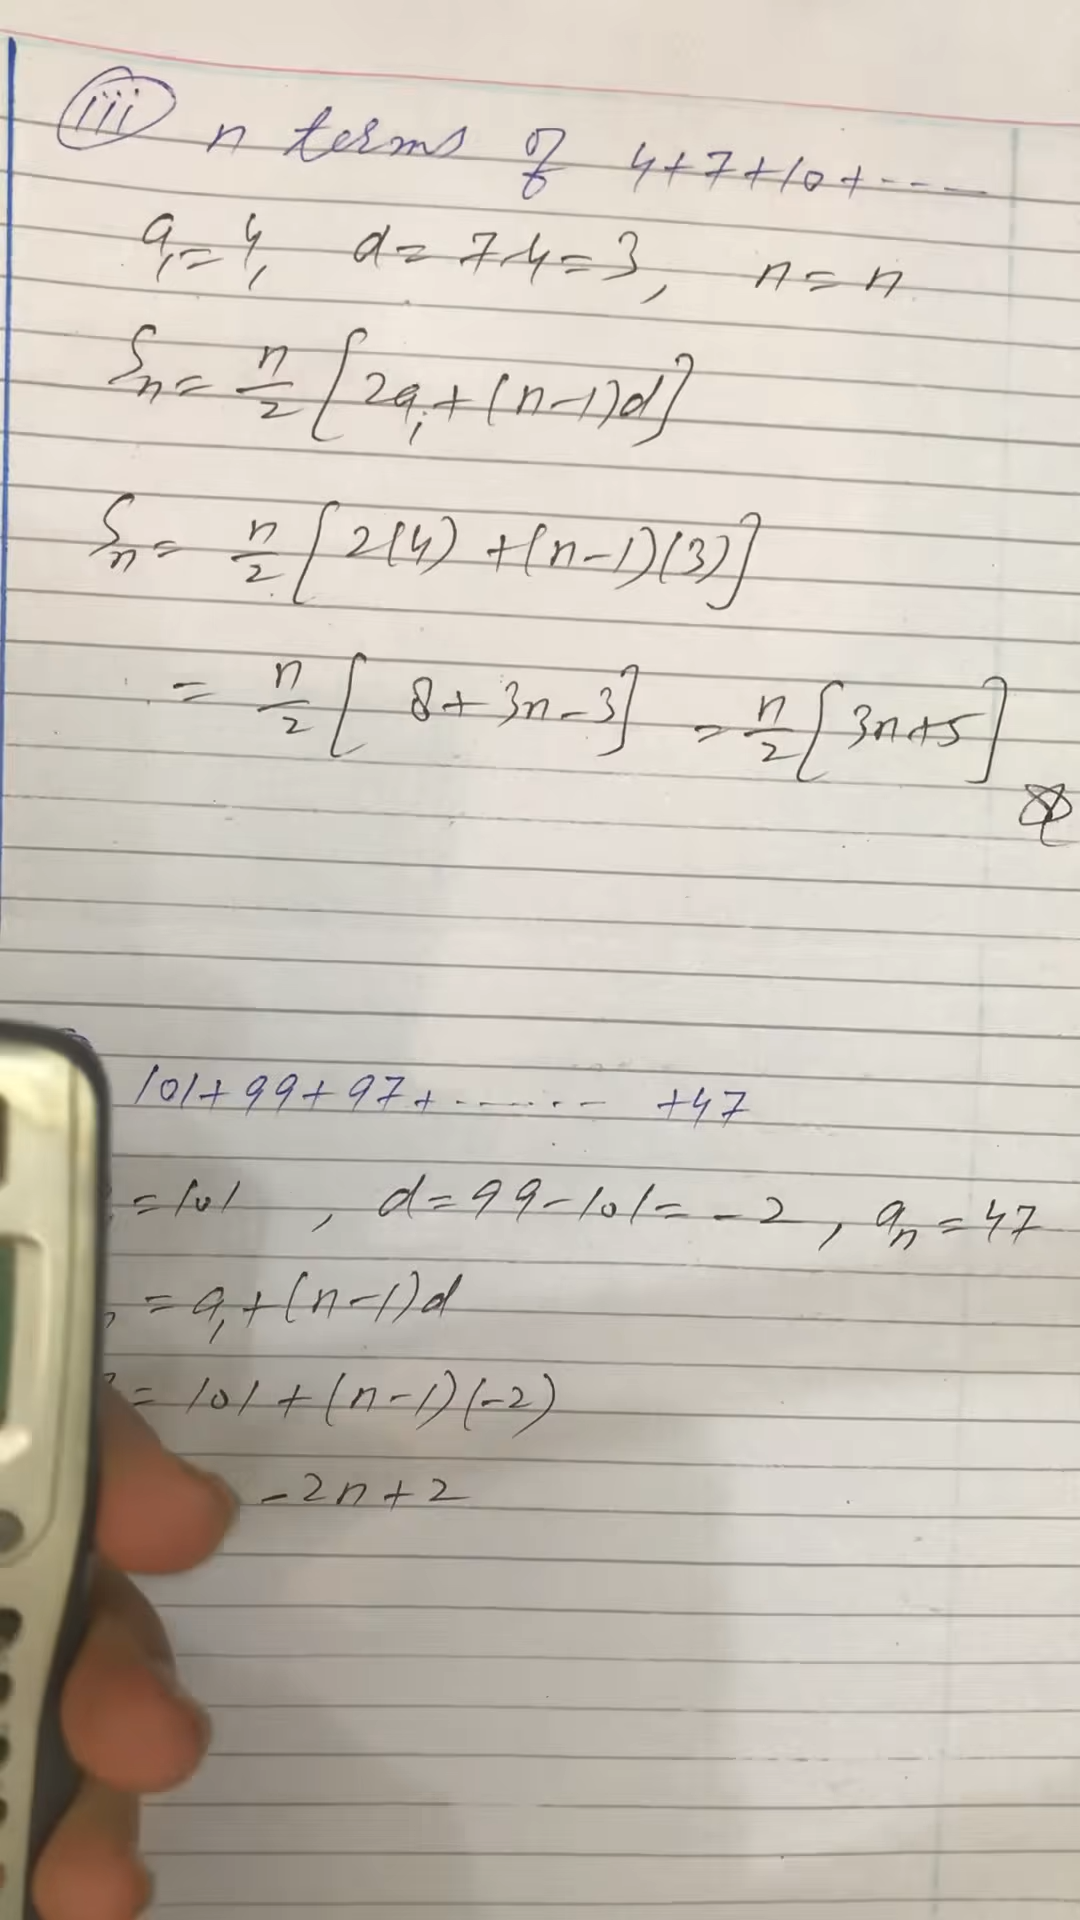 iii n terms of 4+7+10+-----
a₁=4, d=7-4=3, n=n
Sn= n/2 [2a₁+(n-1)d]
Sn= n/2 [2(4) +(n-1)(3)]
= n/2 [8+3n-3] = n/2 [3n+5]
101+99+97+....... +47
=101 , d=99-101=-2, an=47
=a₁+(n-1)d
=101+(n-1)(-2)
-2n+2